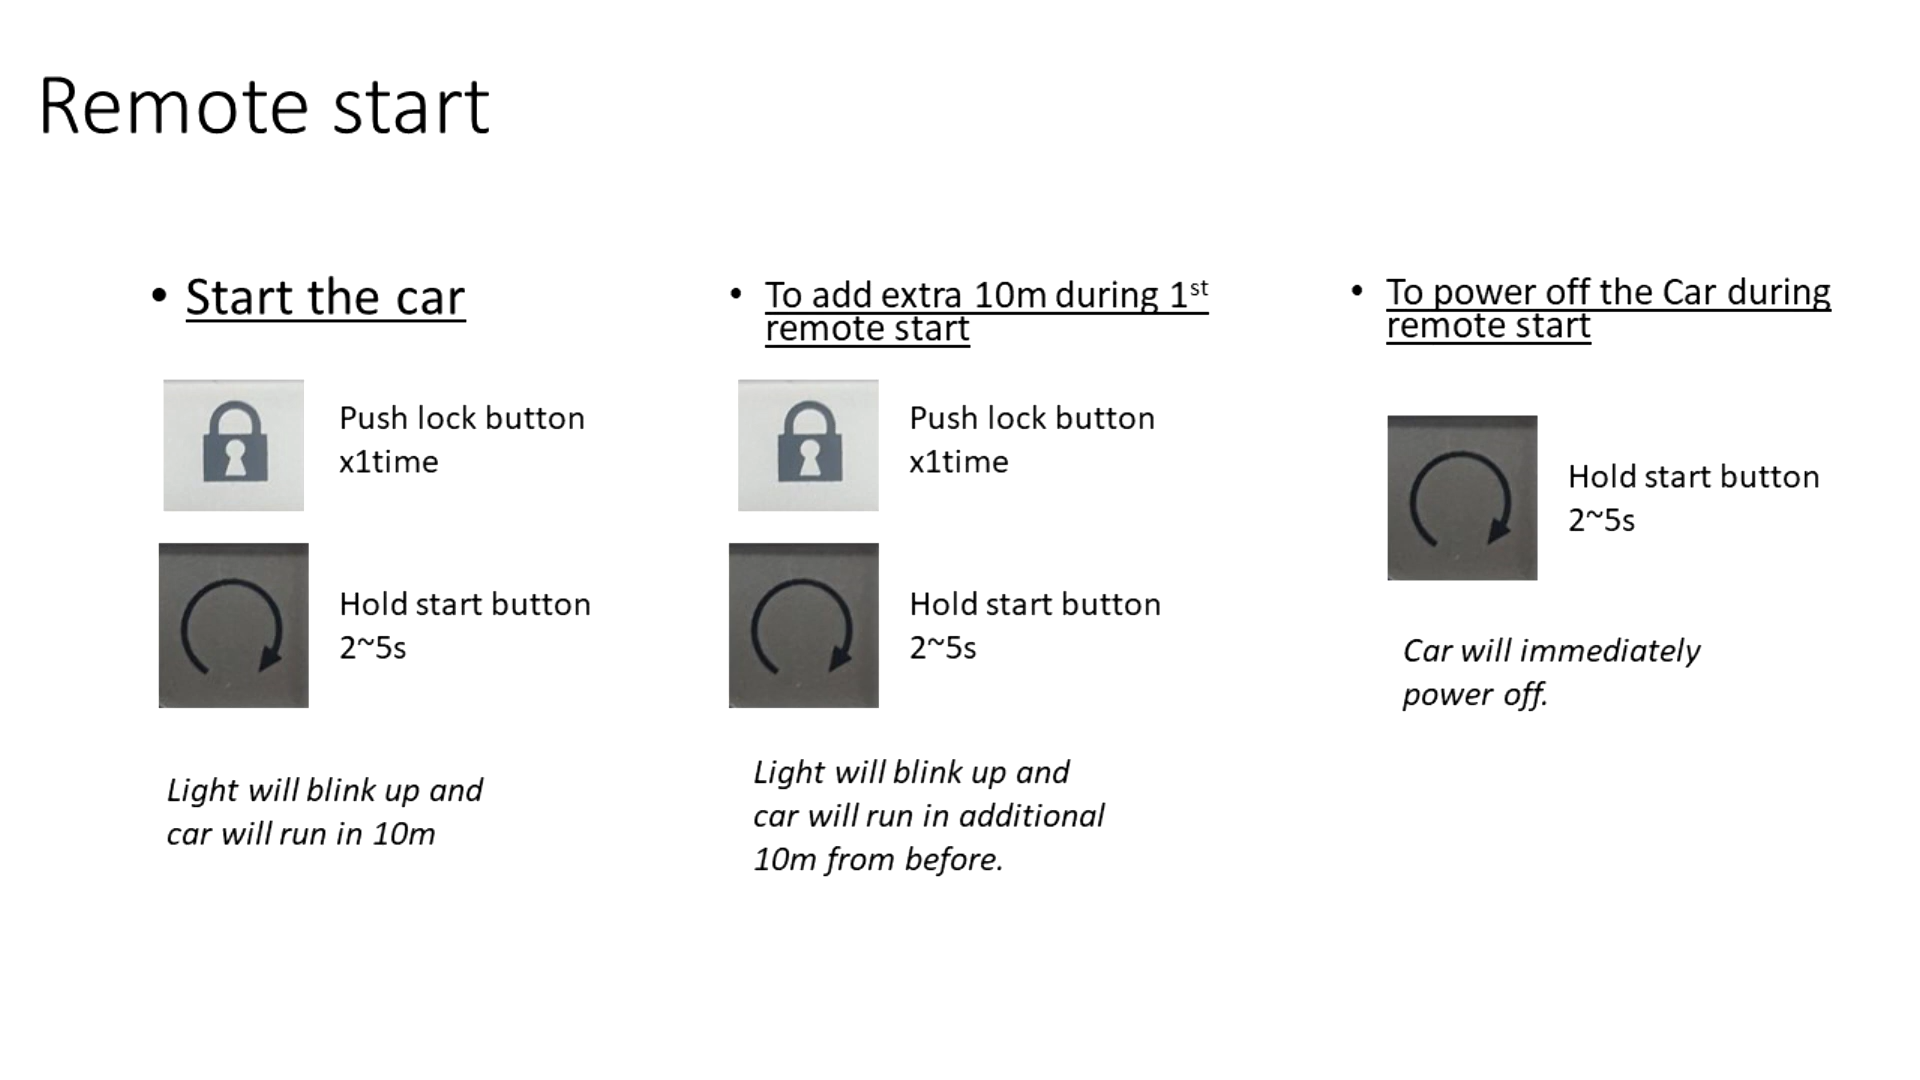 Remote start
• Start the car
Push lock button
x1time
Hold start button
2~5s
Light will blink up and
car will run in 10m
• To add extra 10m during 1st
remote start
Push lock button
x1time
Hold start button
2~5s
Light will blink up and
car will run in additional
10m from before.
• To power off the Car during
remote start
Hold start button
2~5s
Car will immediately
power off.